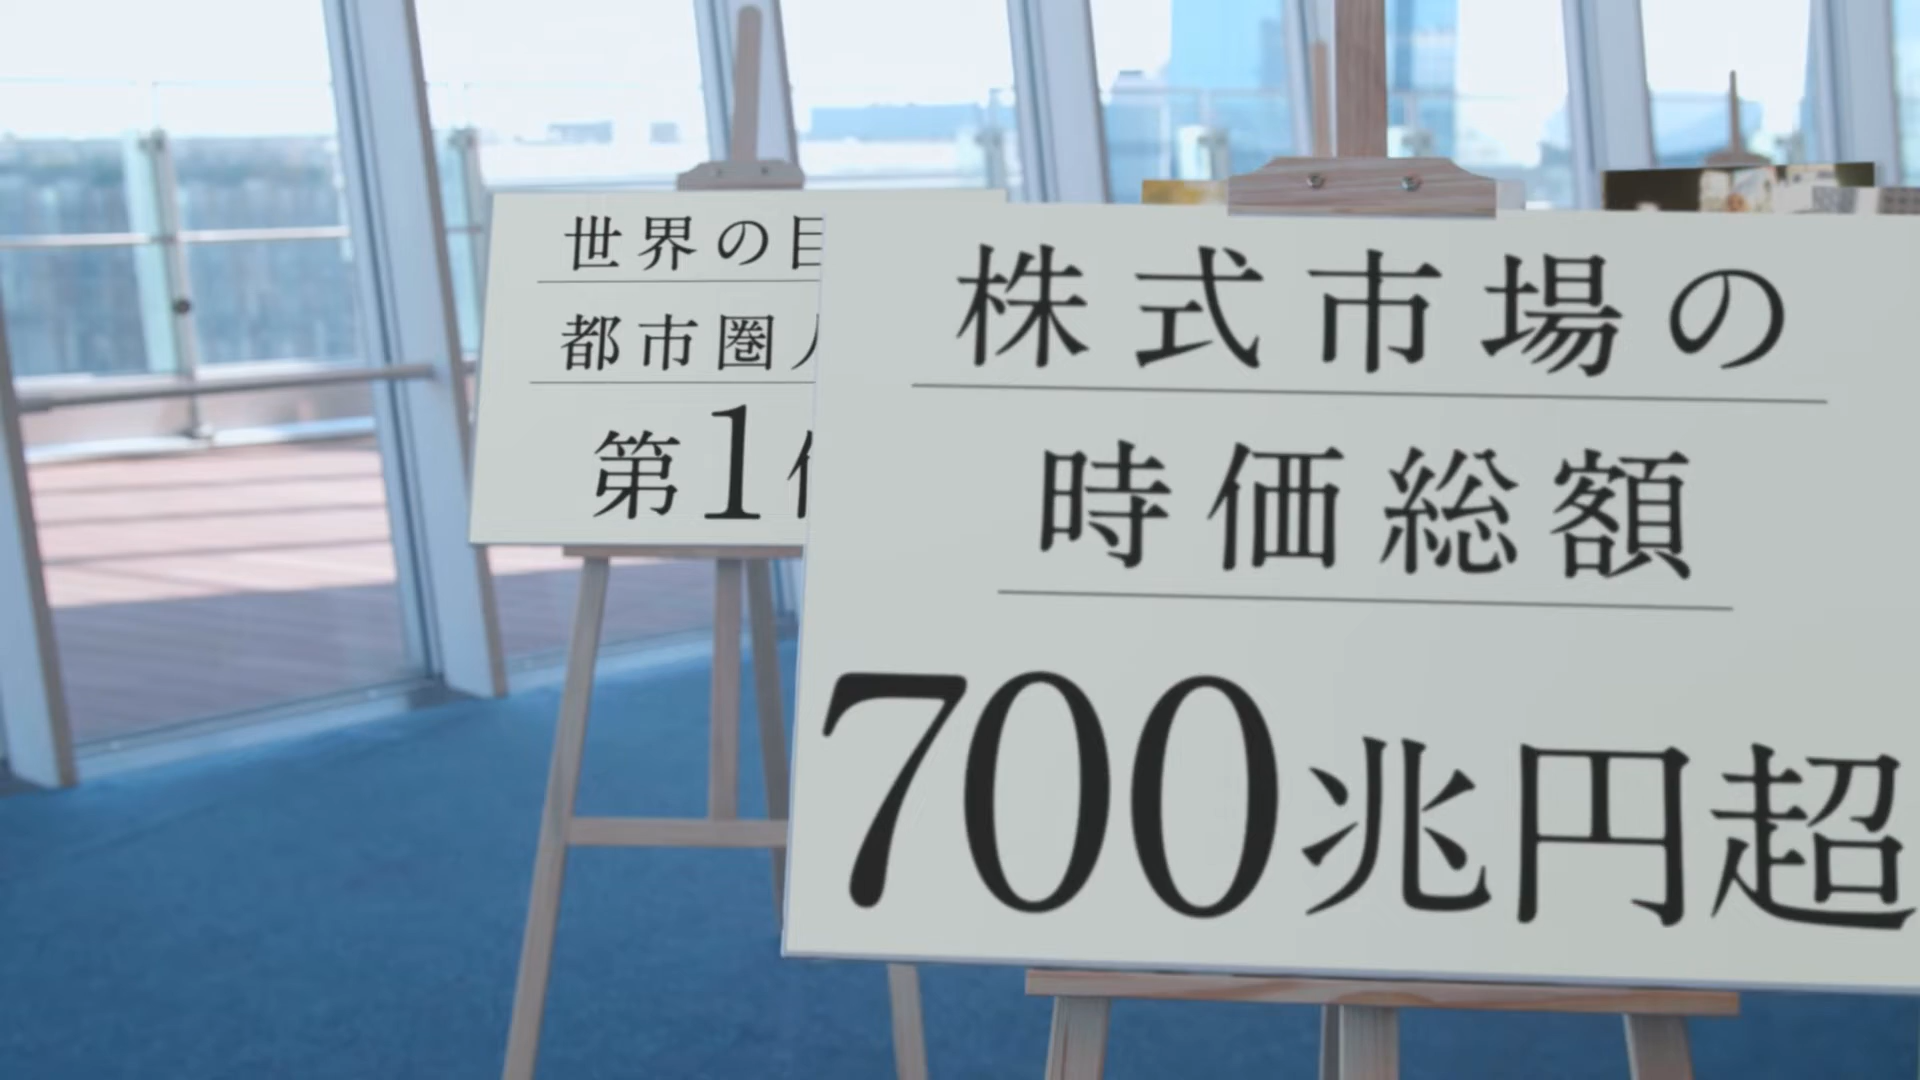 世界の
都市圏
第1
株式市場の
時価総額
700兆円超